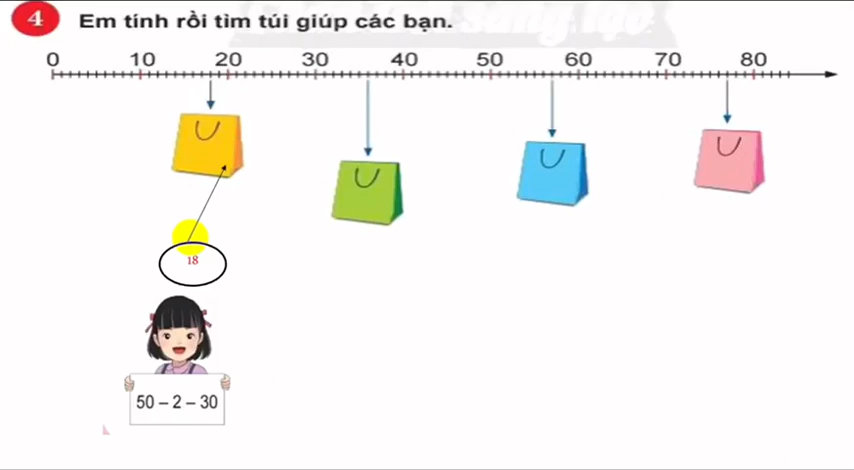 4 Em tính rồi tìm túi giúp các bạn.
0 10 20 30 40 50 60 70 80
18
50 – 2 – 30